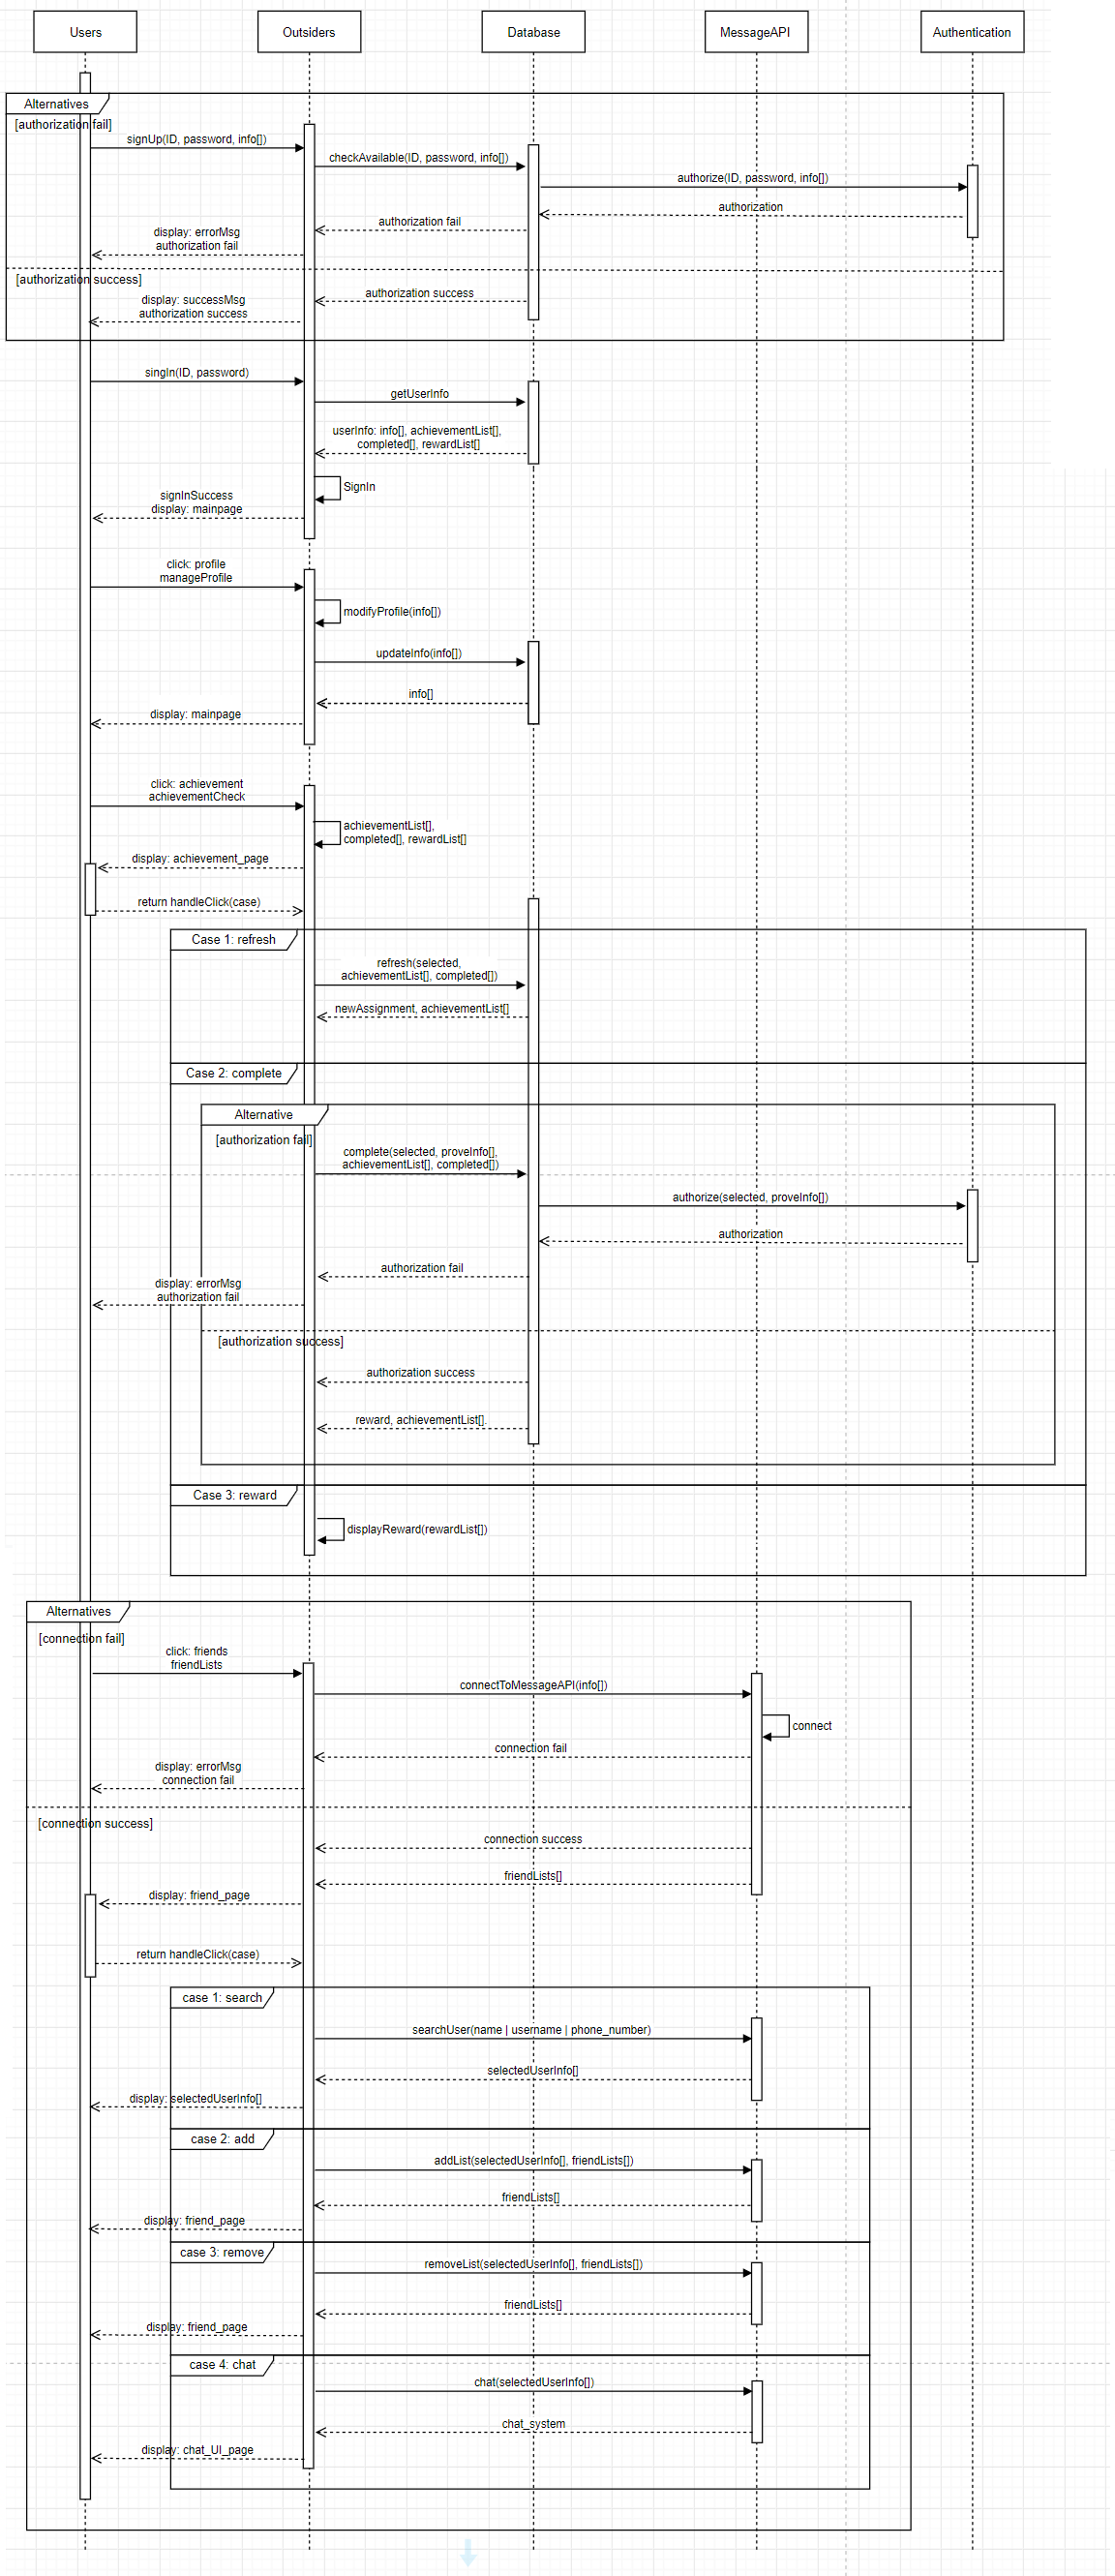 Users
Outsiders
Database
MessageAPI
Authentication
Alternatives
[authorization fail]
signUp(ID, password, info[])
checkAvailable(ID, password, info[])
authorize(ID, password, info[])
authorization
authorization fail
display: errorMsg
authorization fail
[authorization success]
authorization success
display: successMsg
authorization success
singIn(ID, password)
getUserInfo
userInfo: info[], achievementList[],
completed[], rewardList[]
SignIn
signInSuccess
display: mainpage
click: profile
manageProfile
modifyProfile(info[])
updateInfo(info[])
info[]
display: mainpage
click: achievement
achievementCheck
achievementList[],
completed[], rewardList[]
display: achievement_page
return handleClick(case)
Case 1: refresh
refresh(selected,
achievementList[], completed[])
newAssignment, achievementList[]
Case 2: complete
Alternative
[authorization fail]
complete(selected, proveInfo[],
achievementList[], completed[])
authorize(selected, proveInfo[])
authorization
authorization fail
display: errorMsg
authorization fail
[authorization success]
authorization success
reward, achievementList[].
Case 3: reward
displayReward(rewardList[])
Alternatives
[connection fail]
click: friends
friendLists
connectToMessageAPI(info[])
connect
connection fail
display: errorMsg
connection fail
[connection success]
connection success
friendLists[]
display: friend_page
return handleClick(case)
case 1: search
searchUser(name | username | phone_number)
selectedUserInfo[]
display: selectedUserInfo[]
case 2: add
addList(selectedUserInfo[], friendLists[])
friendLists[]
display: friend_page
case 3: remove
removeList(selectedUserInfo[], friendLists[])
friendLists[]
display: friend_page
case 4: chat
chat(selectedUserInfo[])
chat_system
display: chat_UI_page